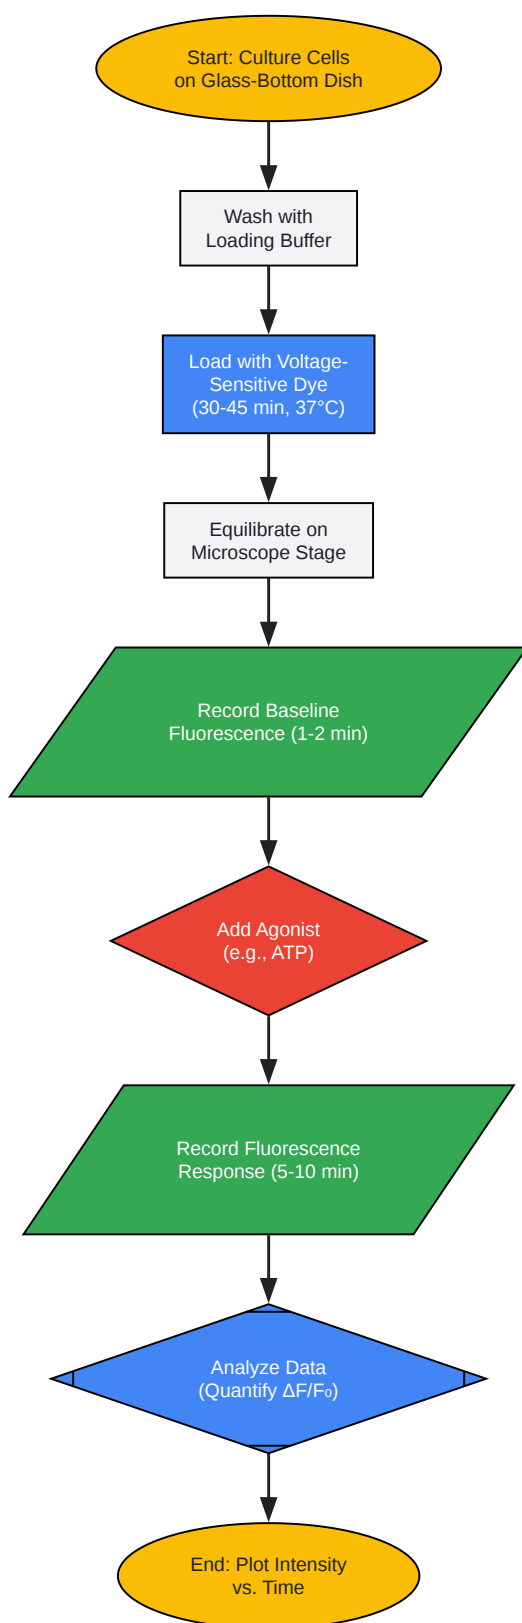 Start: Culture Cells
on Glass-Bottom Dish
Wash with
Loading Buffer
Load with Voltage-
Sensitive Dye
(30-45 min, 37°C)
Equilibrate on
Microscope Stage
Record Baseline
Fluorescence (1-2 min)
Add Agonist
(e.g., ATP)
Record Fluorescence
Response (5-10 min)
Analyze Data
(Quantify ΔF/F₀)
End: Plot Intensity
vs. Time